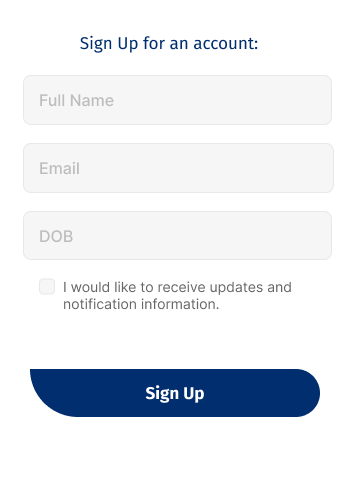 Sign Up for an account:
Full Name
Email
DOB
I would like to receive updates and
notification information.
Sign Up